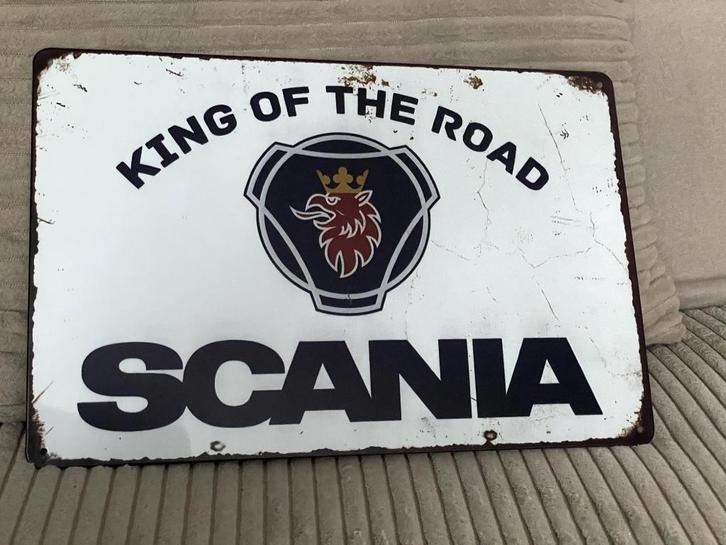 KING OF THE ROAD
SCANIA